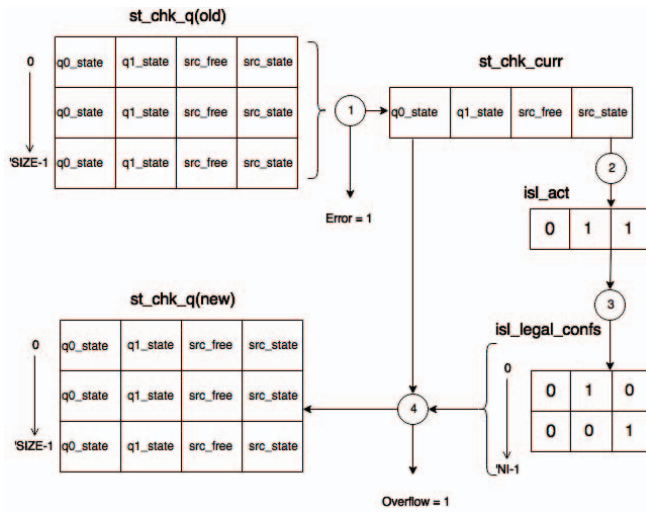 st_chk_q(old)
0
q0_state q1_state src_free src_state
q0_state q1_state src_free src_state
'SIZE-1
q0_state q1_state src_free src_state
1
Error = 1
st_chk_curr
q0_state q1_state src_free src_state
2
isl_act
0 1 1
3
isl_legal_confs
0
0 1 0
0 0 1
'NI-1
st_chk_q(new)
0
q0_state q1_state src_free src_state
q0_state q1_state src_free src_state
'SIZE-1
q0_state q1_state src_free src_state
4
Overflow = 1